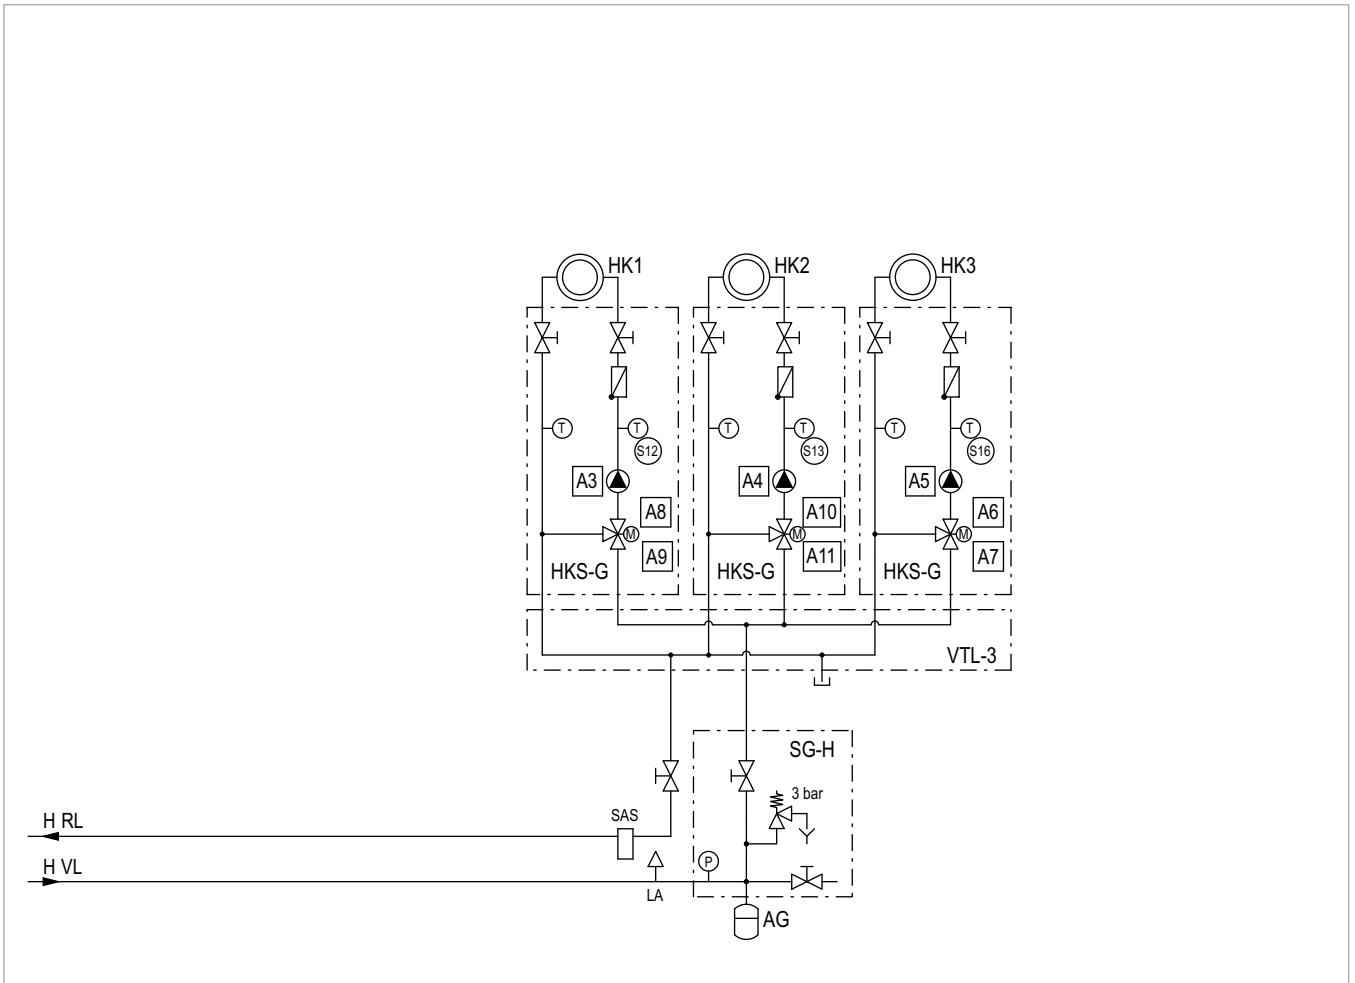 HK1 HK2 HK3
T T T T T T
S12 S13 S16
A3 A4 A5
A8 A10 A6
M M M
A9 A11 A7
HKS-G HKS-G HKS-G
VTL-3
SG-H
3 bar
SAS
H RL
P
H VL
LA
AG